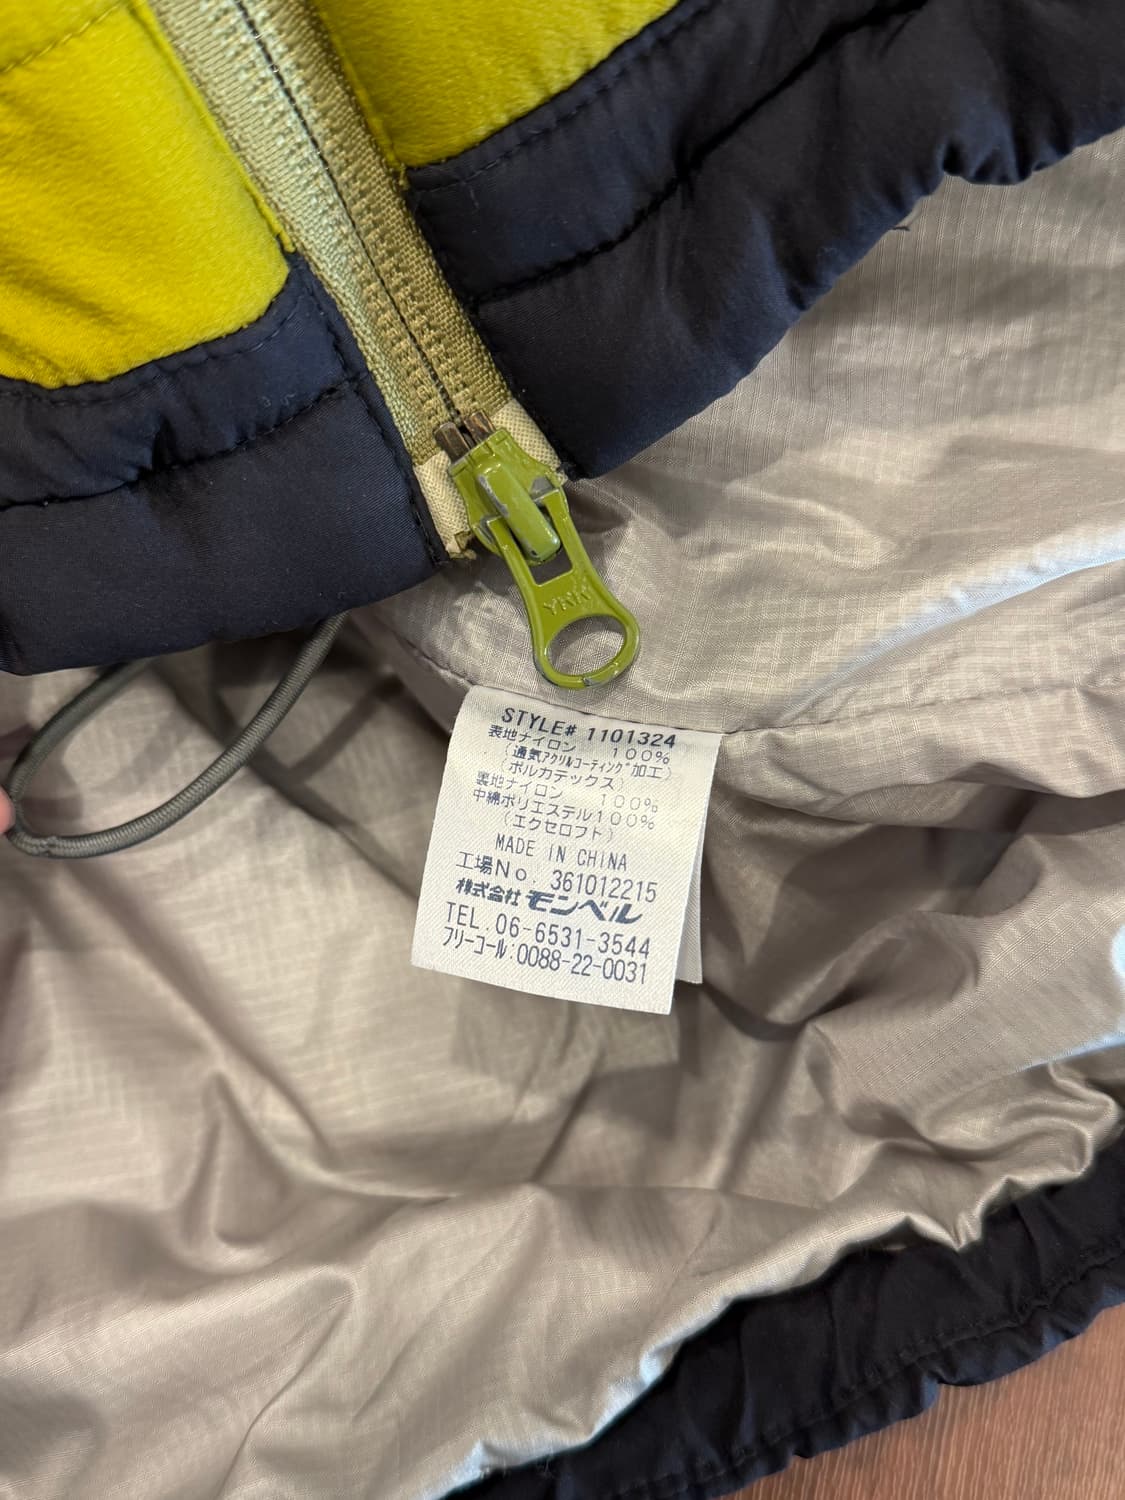 YKK
STYLE# 1101324
表地ナイロン 100%
(通気アクリルコーティング加工)
(ポルカテックス)
裏地ナイロン 100%
中綿ポリエステル100%
(エクセロフト)
MADE IN CHINA
工場No. 361012215
株式会社モンベル
TEL.06-6531-3544
フリーコール:0088-22-0031